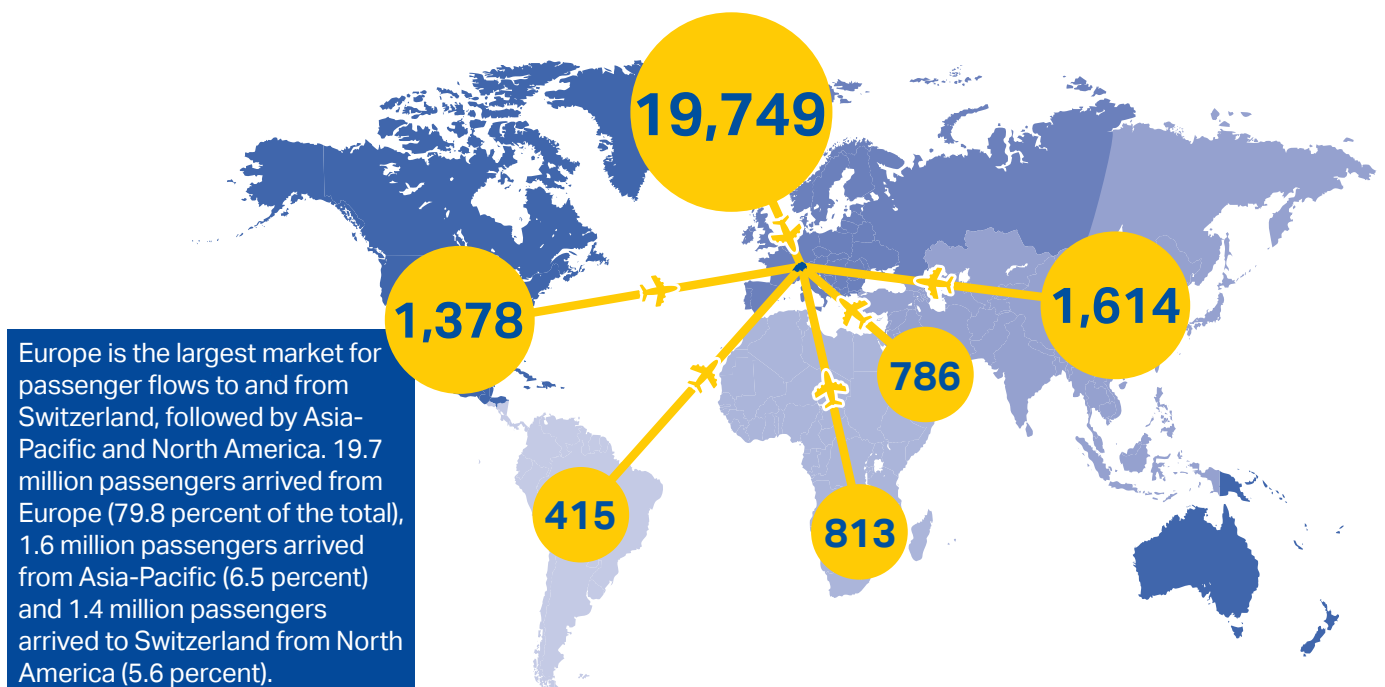 19,749
1,378
1,614
786
415
813
Europe is the largest market for
passenger flows to and from
Switzerland, followed by Asia-
Pacific and North America. 19.7
million passengers arrived from
Europe (79.8 percent of the total),
1.6 million passengers arrived
from Asia-Pacific (6.5 percent)
and 1.4 million passengers
arrived to Switzerland from North
America (5.6 percent).